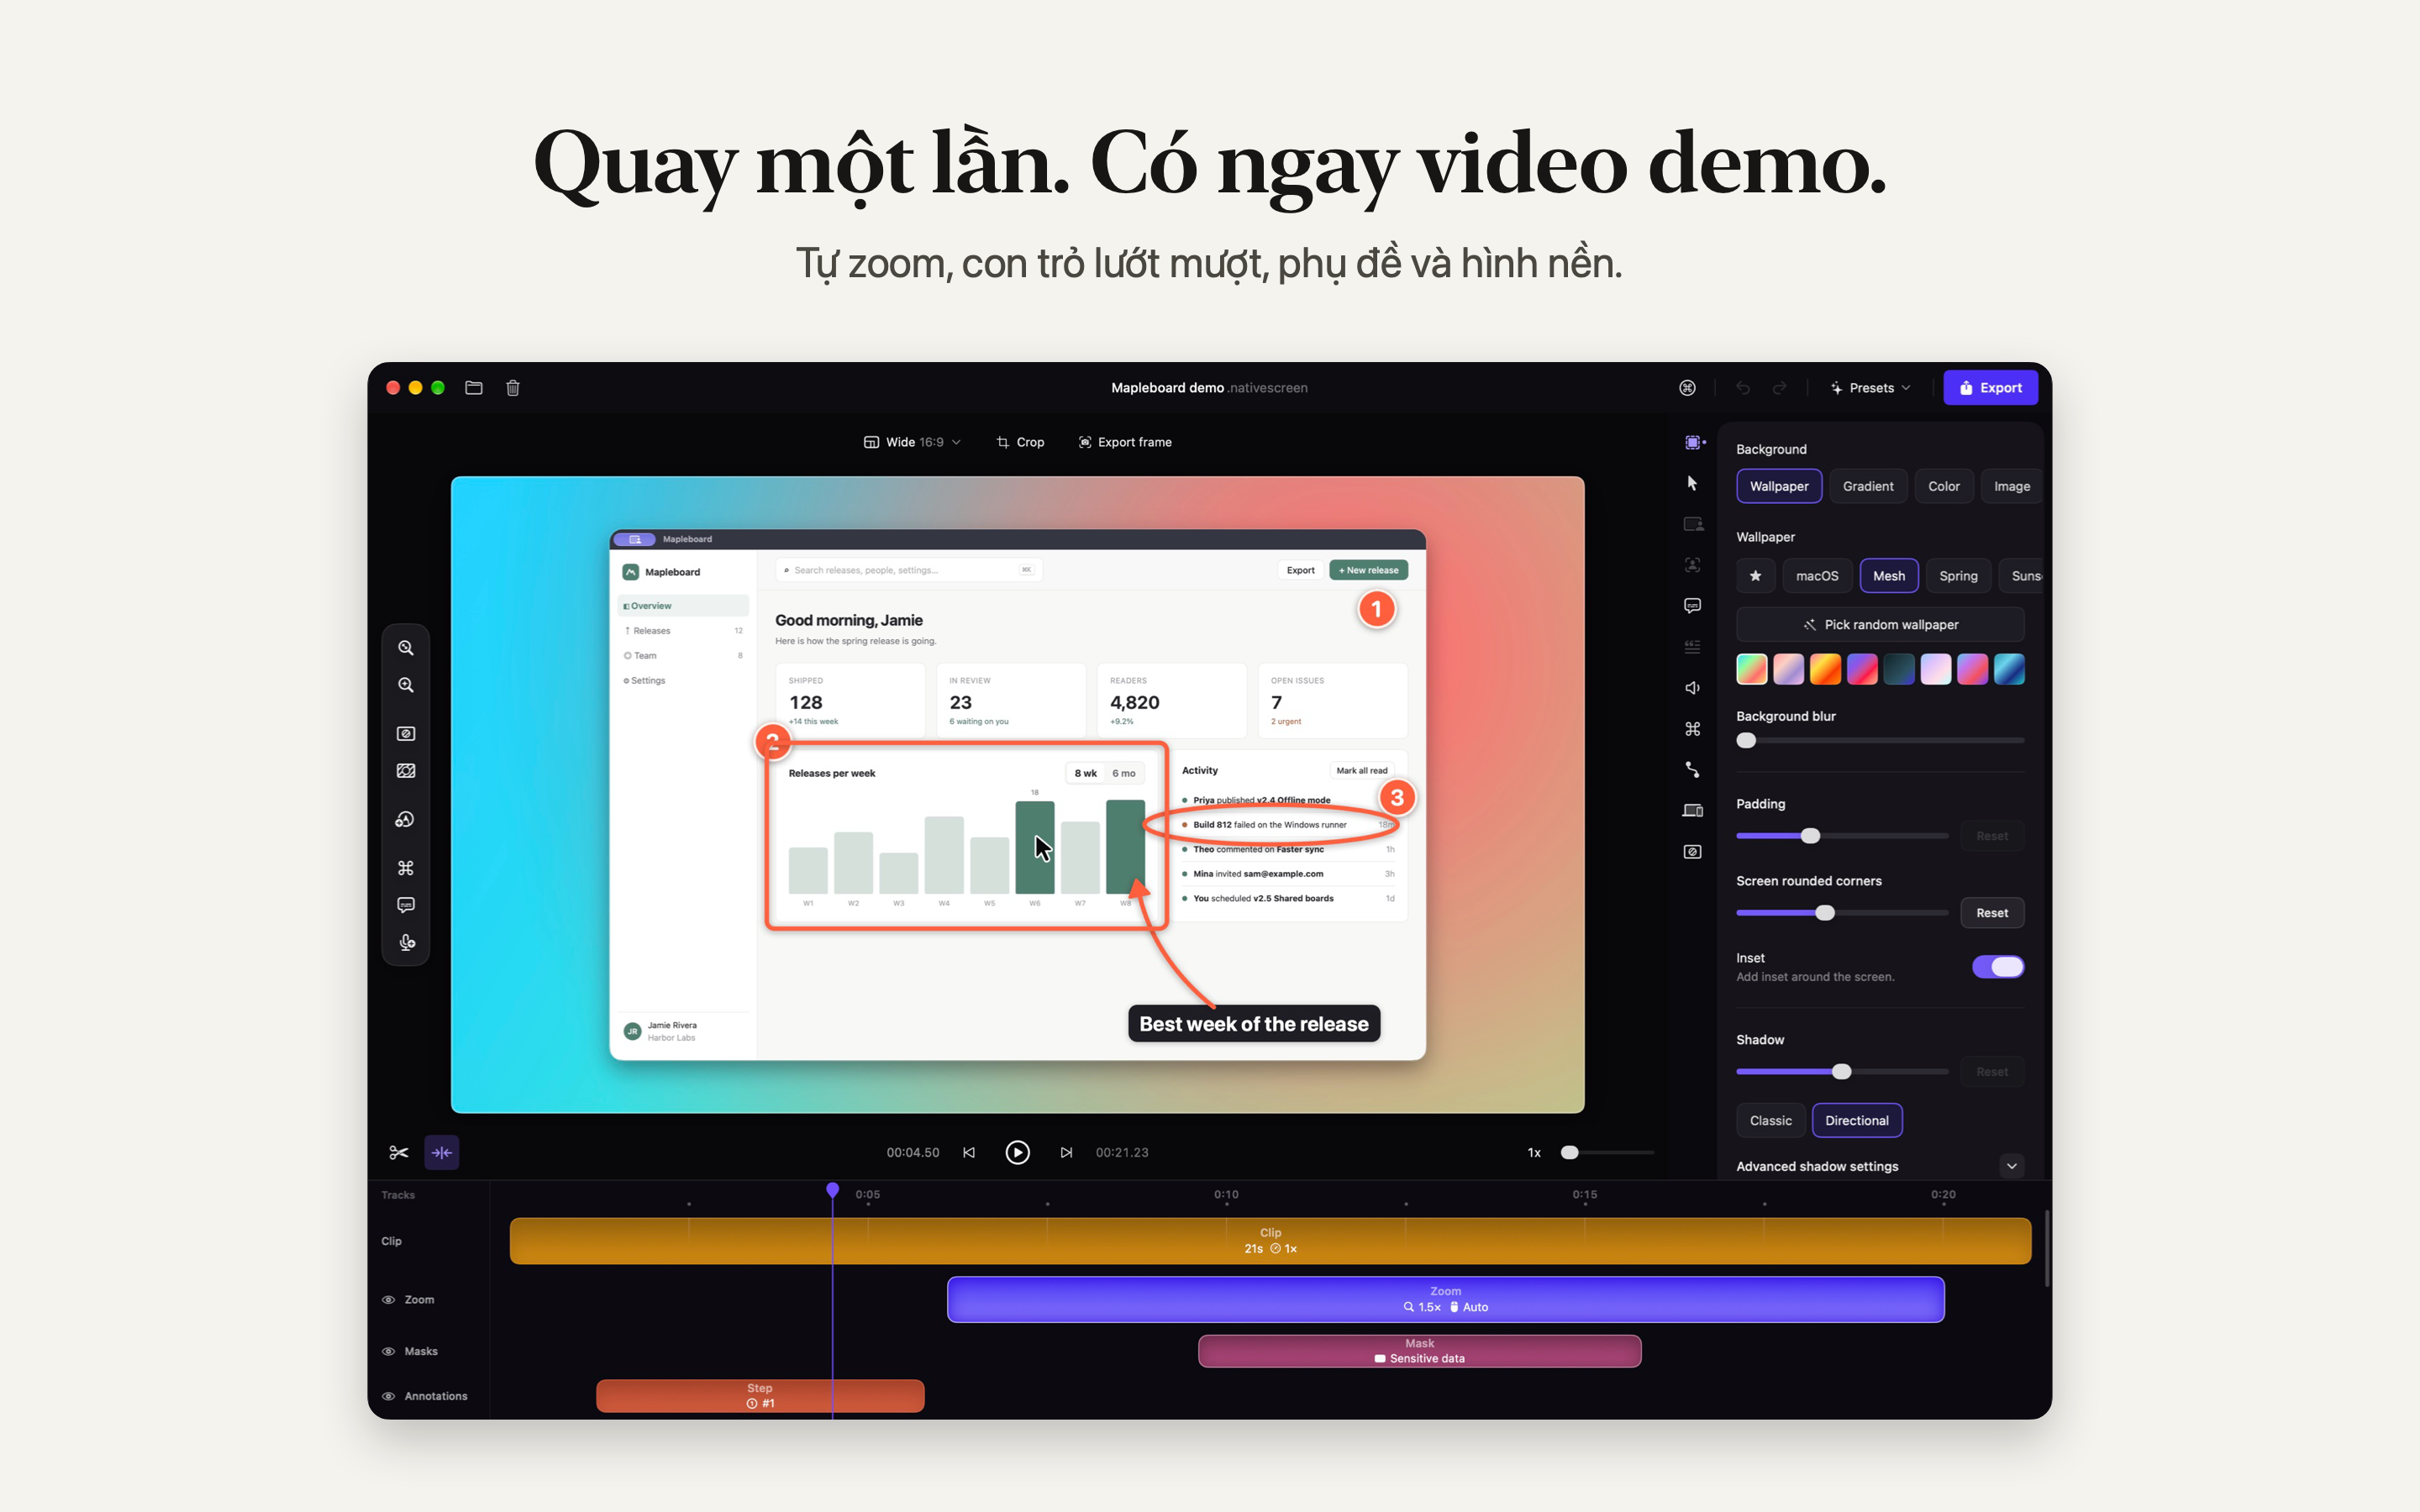 Quay một lần. Có ngay video demo.
Tự zoom, con trỏ lướt mượt, phụ đề và hình nền.
Mapleboard demo .nativescreen
Presets
Export
Wide 16:9
Crop
Export frame
Mapleboard
Mapleboard
Overview
Releases 12
Team 8
Settings
Jamie Rivera
Harbor Labs
JR
Search releases, people, settings... ⌘K
Export
+ New release
1
Good morning, Jamie
Here is how the spring release is going.
SHIPPED
128
+14 this week
IN REVIEW
23
6 waiting on you
READERS
4,820
+9.2%
OPEN ISSUES
7
2 urgent
2
Releases per week
8 wk 6 mo
18
W1 W2 W3 W4 W5 W6 W7 W8
Activity
Mark all read
3
Priya published v2.4 Offline mode
Build 812 failed on the Windows runner 18m
Theo commented on Faster sync 1h
Mina invited sam@example.com 3h
You scheduled v2.5 Shared boards 1d
Best week of the release
Background
Wallpaper Gradient Color Image
Wallpaper
macOS Mesh Spring Suns
Pick random wallpaper
Background blur
Padding
Reset
Screen rounded corners
Reset
Inset
Add inset around the screen.
Shadow
Reset
Classic Directional
Advanced shadow settings
00:04.50 00:21.23
1x
Tracks 0:05 0:10 0:15 0:20
Clip
Clip
21s 1×
Zoom
Zoom
1.5× Auto
Masks
Mask
Sensitive data
Annotations
Step
#1